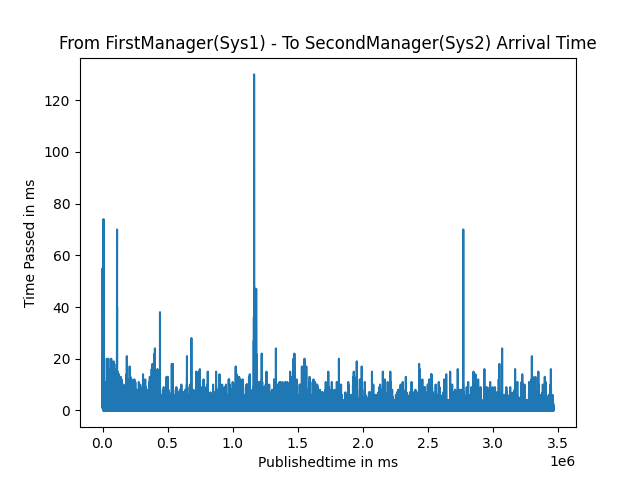 From FirstManager(Sys1) - To SecondManager(Sys2) Arrival Time
120
100
80
60
40
20
0
Time Passed in ms
0.0 0.5 1.0 1.5 2.0 2.5 3.0 3.5
1e6
Publishedtime in ms